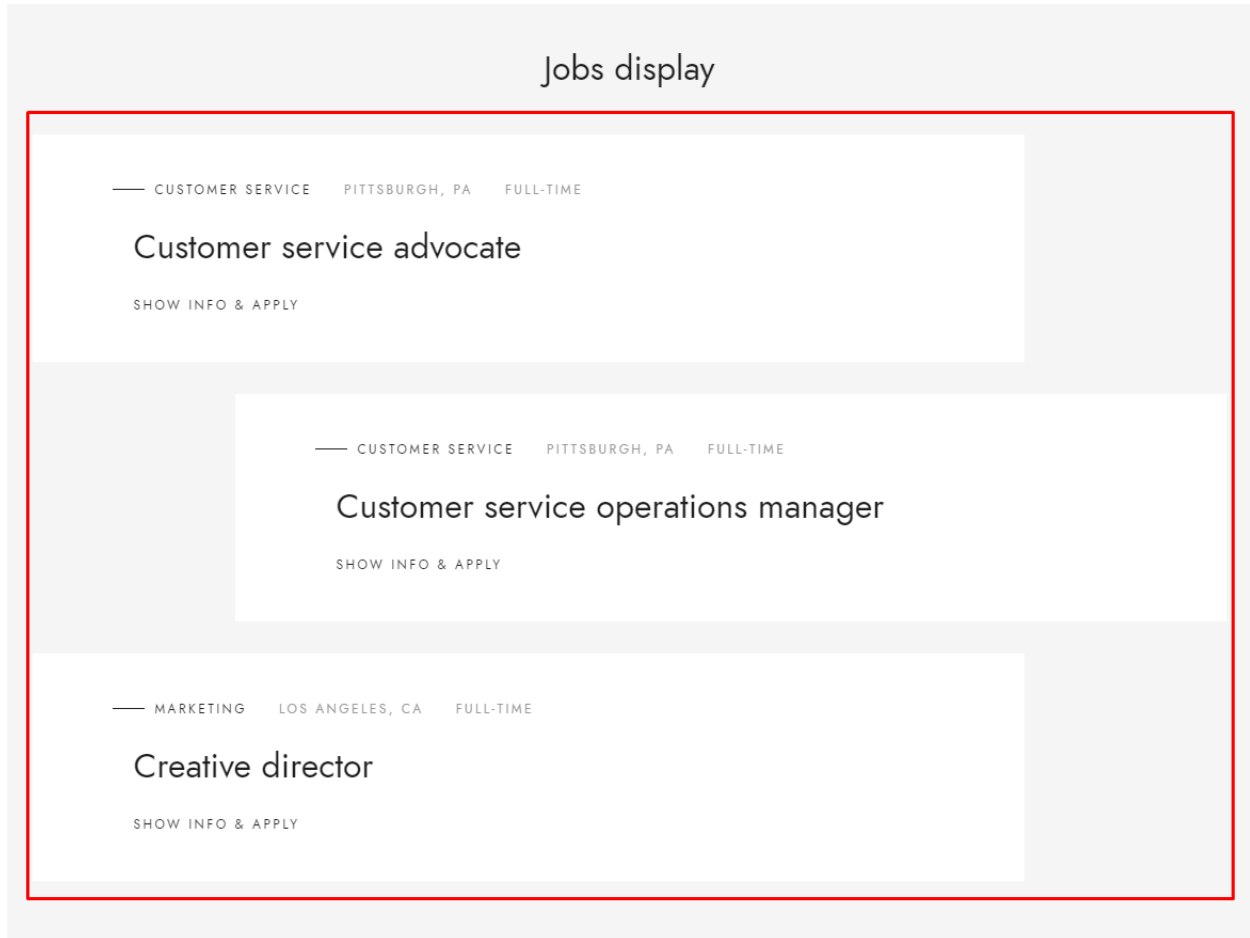 Jobs display
CUSTOMER SERVICE PITTSBURGH, PA FULL-TIME
Customer service advocate
SHOW INFO & APPLY
CUSTOMER SERVICE PITTSBURGH, PA FULL-TIME
Customer service operations manager
SHOW INFO & APPLY
MARKETING LOS ANGELES, CA FULL-TIME
Creative director
SHOW INFO & APPLY